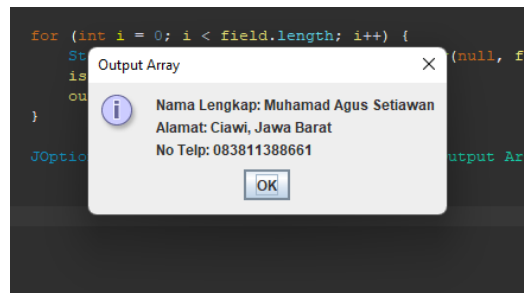 for (int i = 0; i < field.length; i++) {
St
(null, f
is
ou
}
JOptio
utput Ar
Output Array
Nama Lengkap: Muhamad Agus Setiawan
Alamat: Ciawi, Jawa Barat
No Telp: 083811388661
OK